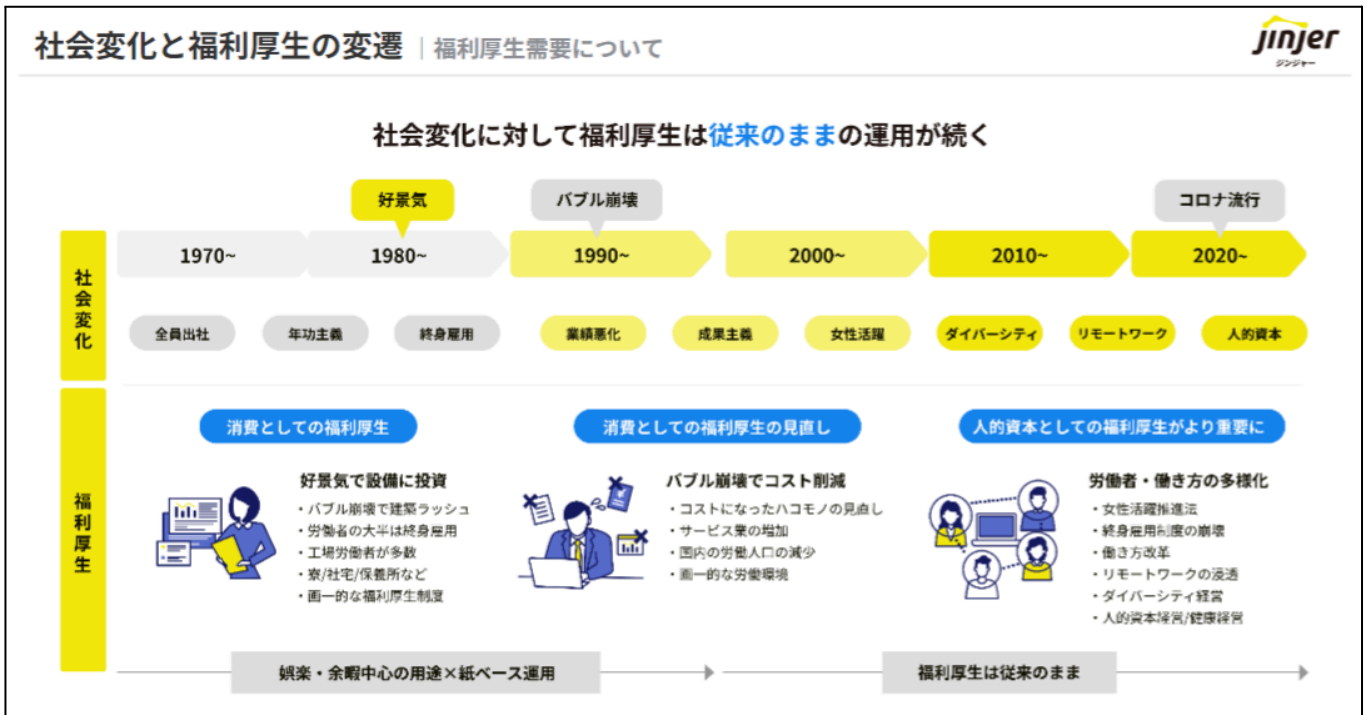 社会変化と福利厚生の変遷｜福利厚生需要について
jinjer
ジンジャー
社会変化に対して福利厚生は従来のままの運用が続く
好景気
バブル崩壊
コロナ流行
社会変化
1970~
1980~
1990~
2000~
2010~
2020~
全員出社
年功主義
終身雇用
業績悪化
成果主義
女性活躍
ダイバーシティ
リモートワーク
人的資本
福利厚生
消費としての福利厚生
好景気で設備に投資
・バブル崩壊で建築ラッシュ
・労働者の大半は終身雇用
・工場労働者が多数
・寮/社宅/保養所など
・画一的な福利厚生制度
消費としての福利厚生の見直し
バブル崩壊でコスト削減
・コストになったハコモノの見直し
・サービス業の増加
・国内の労働人口の減少
・画一的な労働環境
人的資本としての福利厚生がより重要に
労働者・働き方の多様化
・女性活躍推進法
・終身雇用制度の崩壊
・働き方改革
・リモートワークの浸透
・ダイバーシティ経営
・人的資本経営/健康経営
娯楽・余暇中心の用途×紙ベース運用
福利厚生は従来のまま